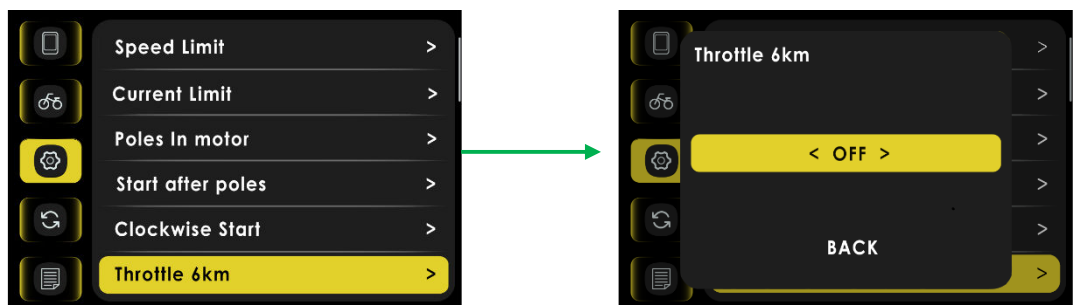 Speed Limit >
Current Limit >
Poles In motor >
Start after poles >
Clockwise Start >
Throttle 6km >
Throttle 6km
< OFF >
BACK
>
>
>
>
>
>